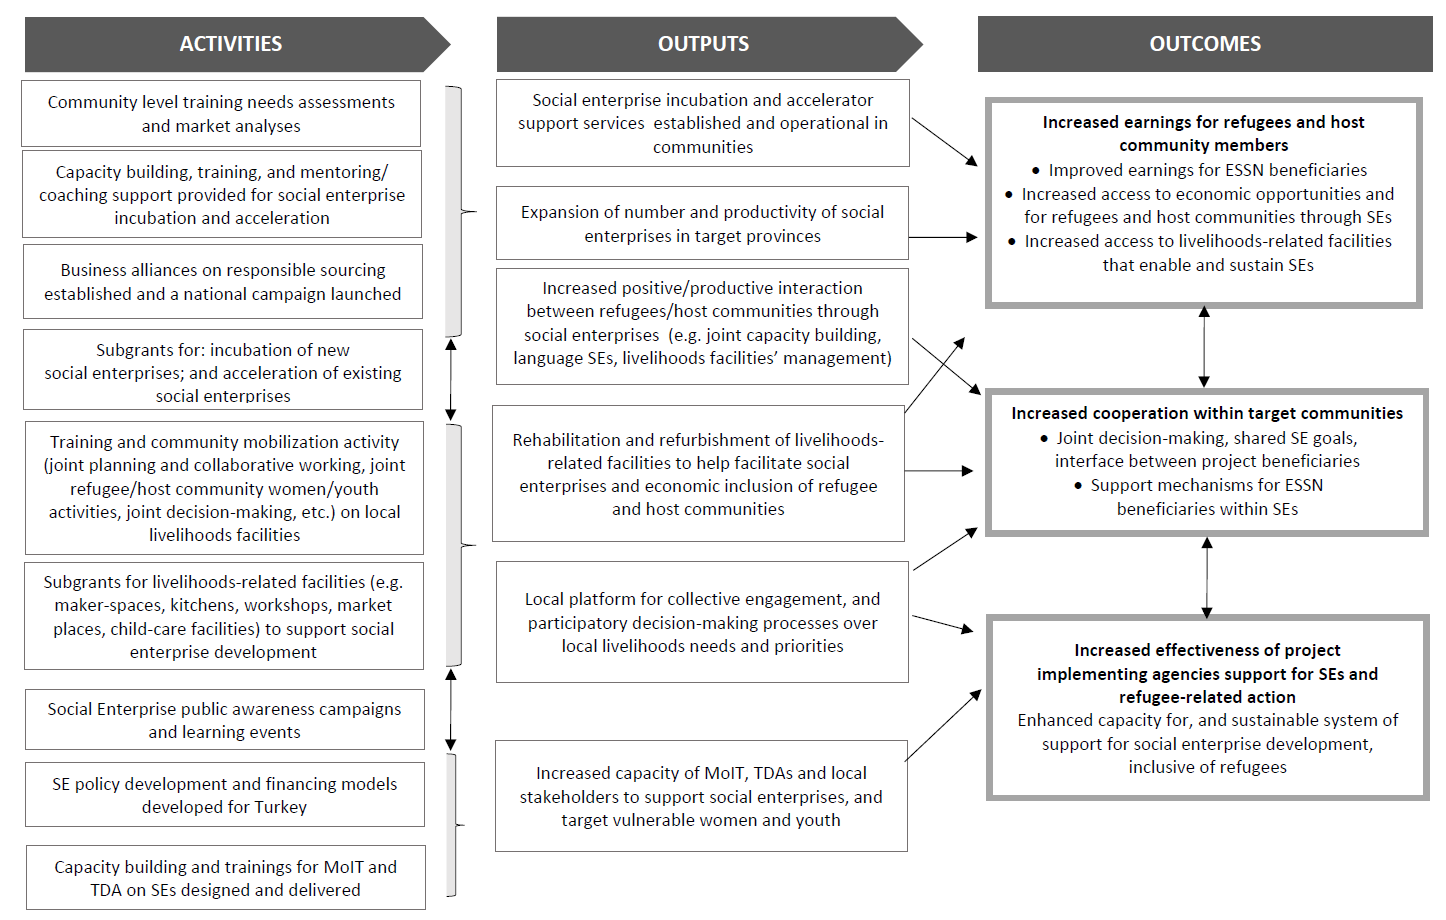 ACTIVITIES
Community level training needs assessments
and market analyses
Capacity building, training, and mentoring/
coaching support provided for social enterprise
incubation and acceleration
Business alliances on responsible sourcing
established and a national campaign launched
Subgrants for: incubation of new
social enterprises; and acceleration of existing
social enterprises
Training and community mobilization activity
(joint planning and collaborative working, joint
refugee/host community women/youth
activities, joint decision-making, etc.) on local
livelihoods facilities
Subgrants for livelihoods-related facilities (e.g.
maker-spaces, kitchens, workshops, market
places, child-care facilities) to support social
enterprise development
Social Enterprise public awareness campaigns
and learning events
SE policy development and financing models
developed for Turkey
Capacity building and trainings for MoIT and
TDA on SEs designed and delivered
OUTPUTS
Social enterprise incubation and accelerator
support services established and operational in
communities
Expansion of number and productivity of social
enterprises in target provinces
Increased positive/productive interaction
between refugees/host communities through
social enterprises (e.g. joint capacity building,
language SEs, livelihoods facilities’ management)
Rehabilitation and refurbishment of livelihoods-
related facilities to help facilitate social
enterprises and economic inclusion of refugee
and host communities
Local platform for collective engagement, and
participatory decision-making processes over
local livelihoods needs and priorities
Increased capacity of MoIT, TDAs and local
stakeholders to support social enterprises, and
target vulnerable women and youth
OUTCOMES
Increased earnings for refugees and host
community members
• Improved earnings for ESSN beneficiaries
• Increased access to economic opportunities and
for refugees and host communities through SEs
• Increased access to livelihoods-related facilities
that enable and sustain SEs
Increased cooperation within target communities
• Joint decision-making, shared SE goals,
interface between project beneficiaries
• Support mechanisms for ESSN
beneficiaries within SEs
Increased effectiveness of project
implementing agencies support for SEs and
refugee-related action
Enhanced capacity for, and sustainable system of
support for social enterprise development,
inclusive of refugees